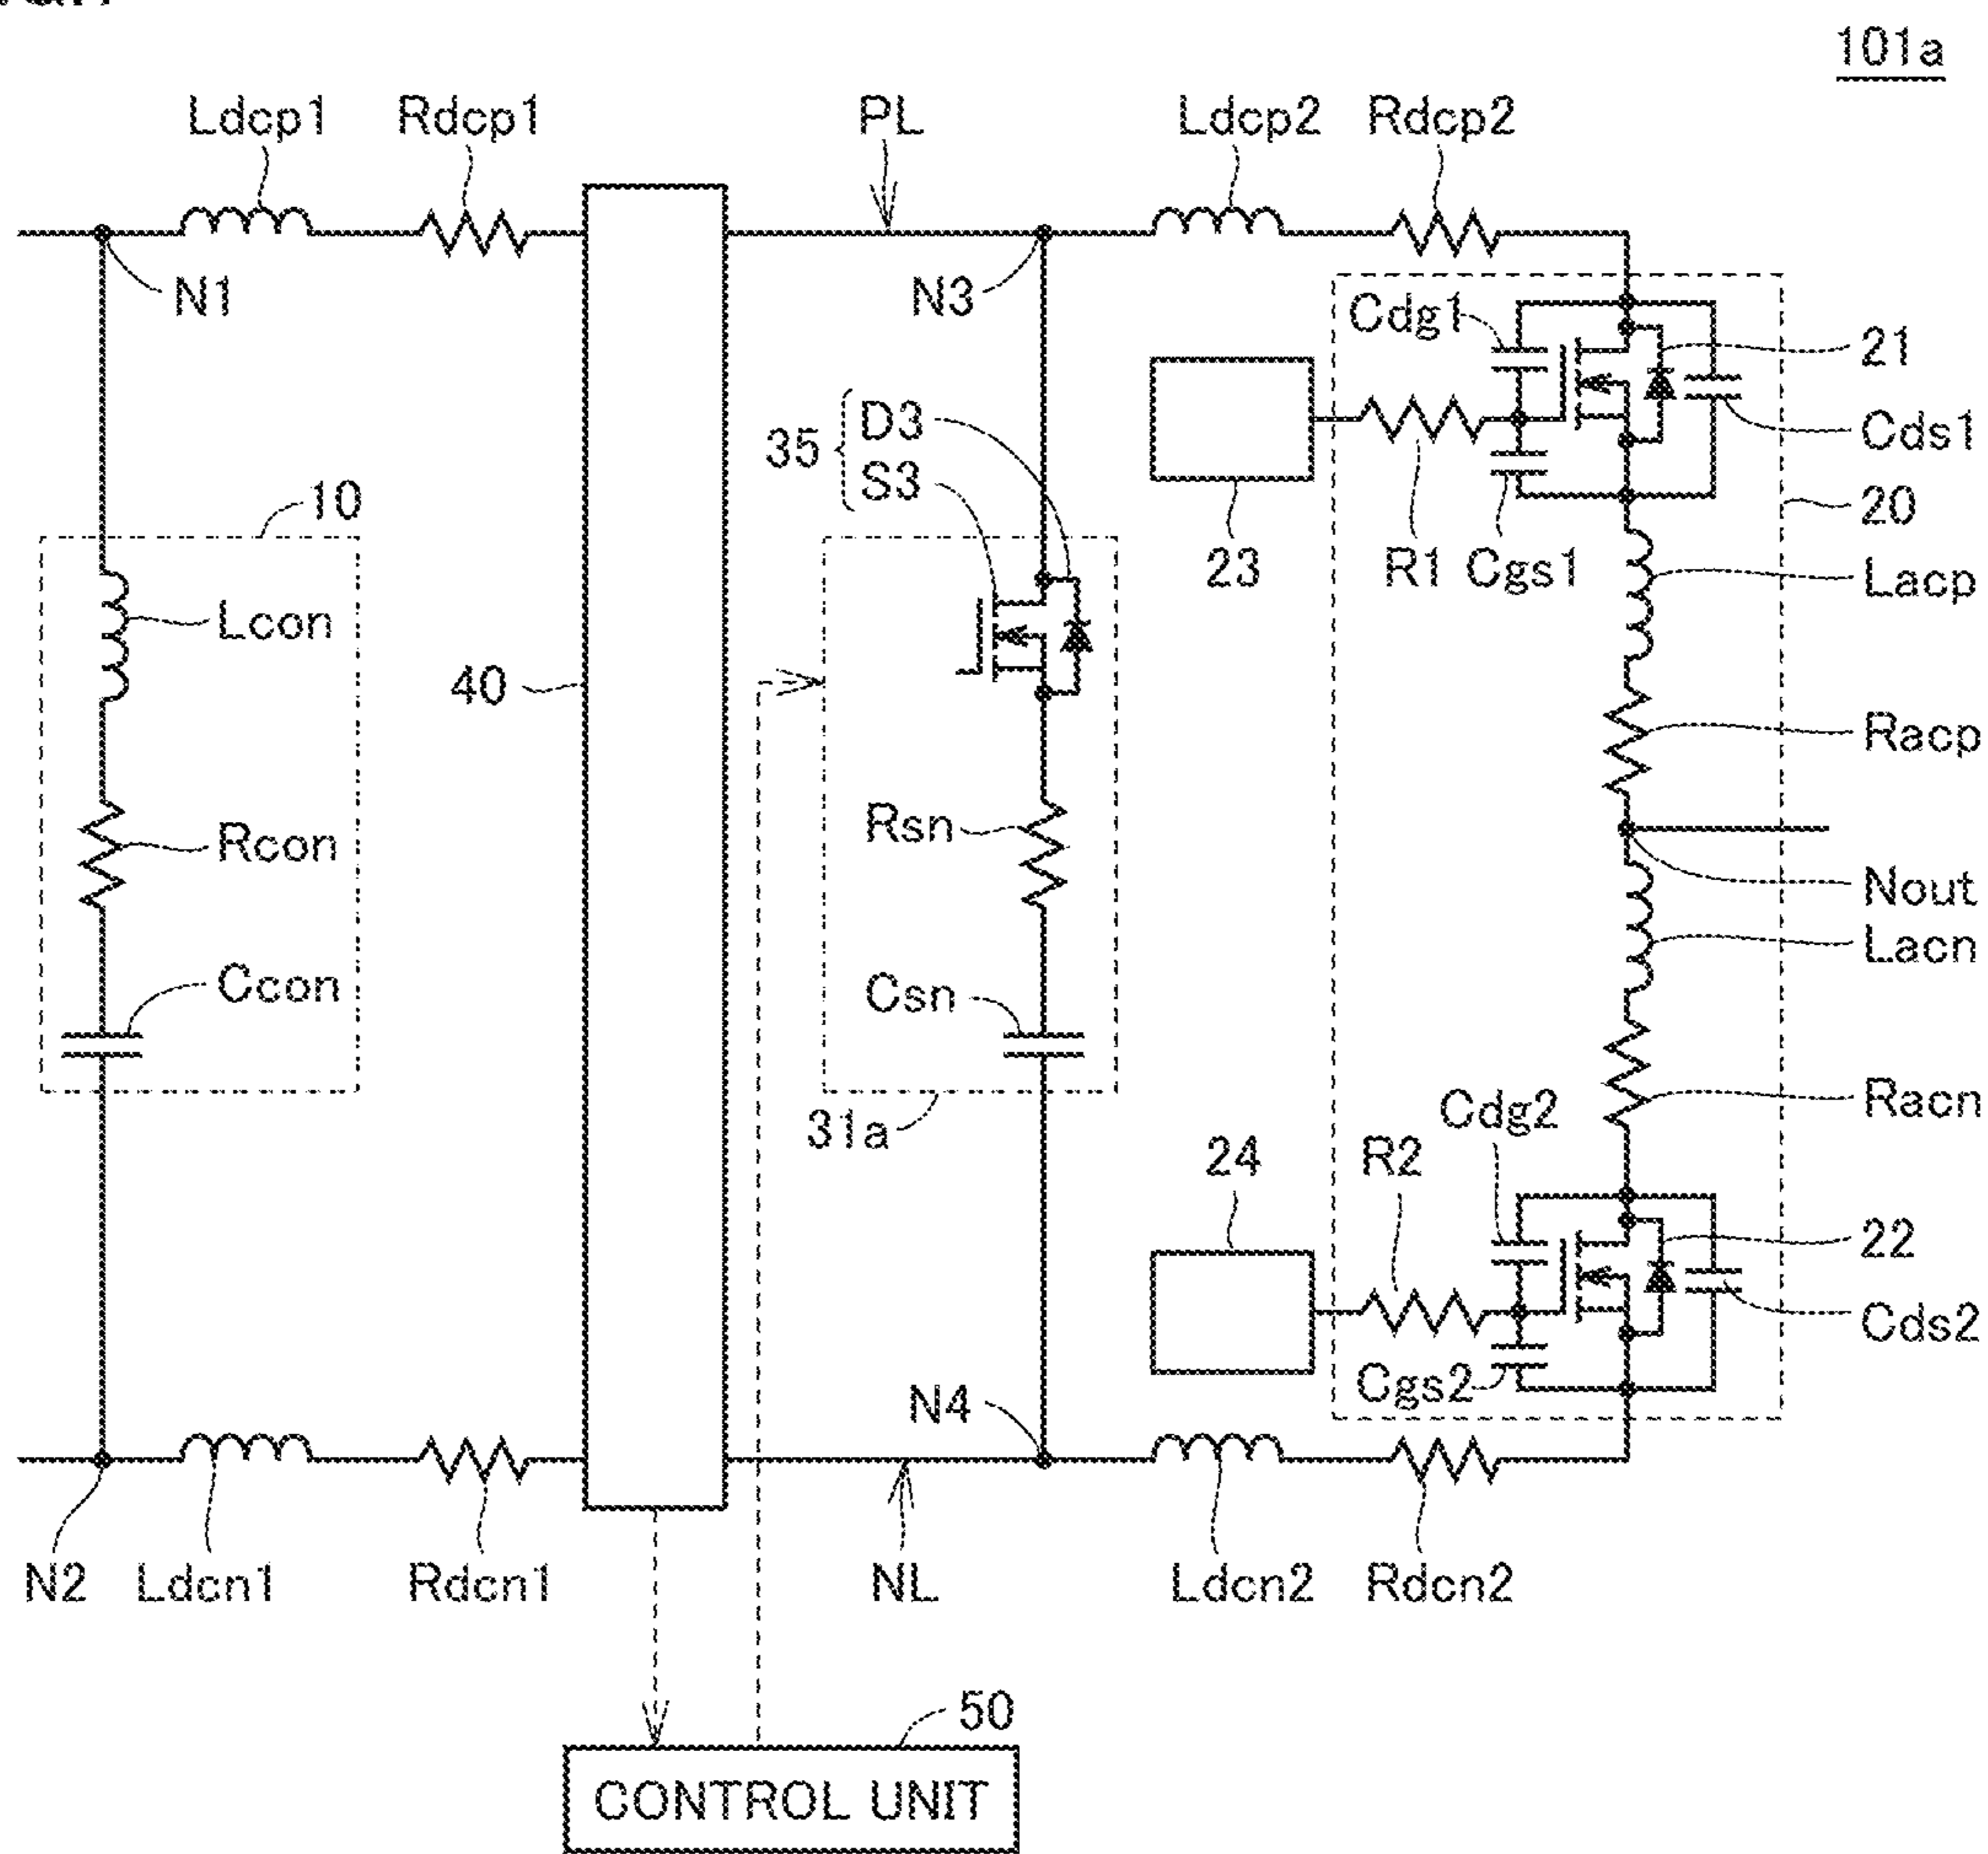 101a
Ldcp1 Rdcp1 PL Ldcp2 Rdcp2
N1 N3 Cdg1 21
35 D3 S3 Cds1
10 23 R1 Cgs1 20
Lcon Lacp
40
Rcon Rsn Racp
Nout
Ccon Csn Lacn
31a Cdg2 Racn
24 R2
22
N4 Cgs2 Cds2
N2 Ldcn1 Rdcn1 NL Ldcn2 Rdcn2
50
CONTROL UNIT